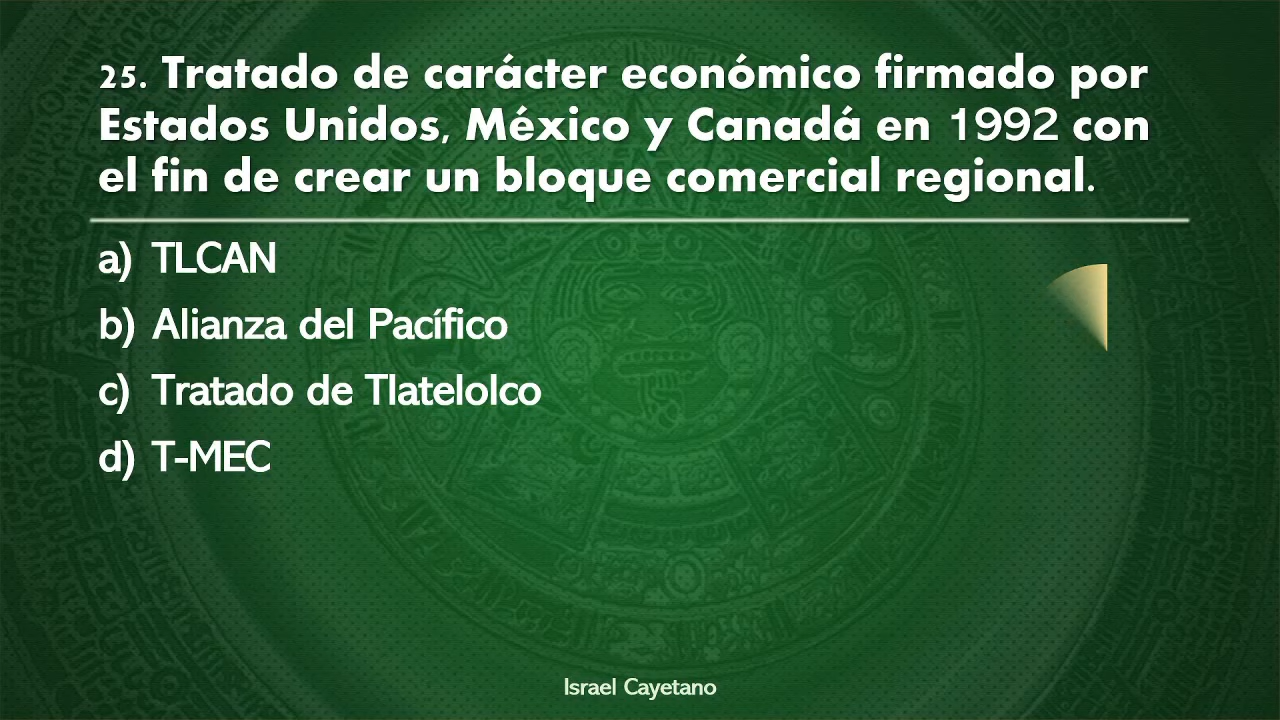 25. Tratado de carácter económico firmado por
Estados Unidos, México y Canadá en 1992 con
el fin de crear un bloque comercial regional.
a) TLCAN
b) Alianza del Pacífico
c) Tratado de Tlatelolco
d) T-MEC
Israel Cayetano